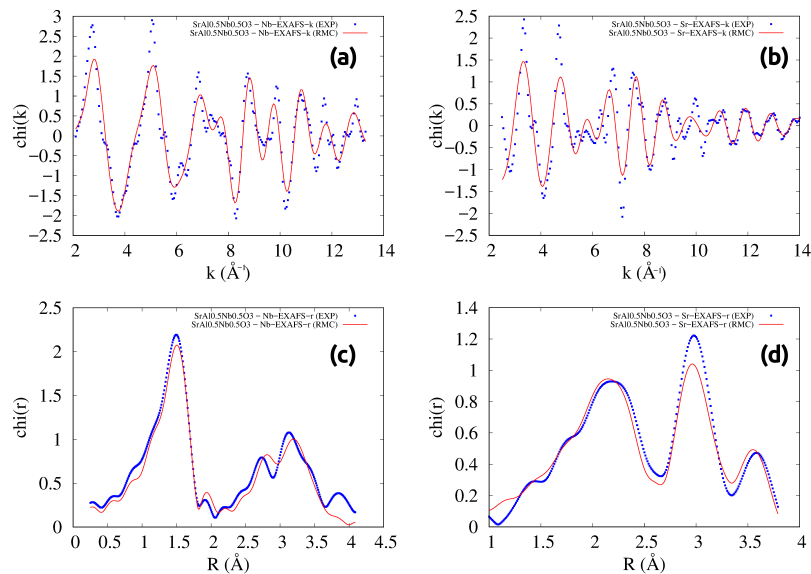 SrAl0.5Nb0.5O3 − Nb−EXAFS−k (EXP)
SrAl0.5Nb0.5O3 − Nb−EXAFS−k (RMC)
(a)
chi(k)
3
2.5
2
1.5
1
0.5
0
−0.5
−1
−1.5
−2
−2.5
2 4 6 8 10 12 14
k (Å⁻¹)
SrAl0.5Nb0.5O3 − Sr−EXAFS−k (EXP)
SrAl0.5Nb0.5O3 − Sr−EXAFS−k (RMC)
(b)
chi(k)
2.5
2
1.5
1
0.5
0
−0.5
−1
−1.5
−2
−2.5
2 4 6 8 10 12 14
k (Å⁻¹)
SrAl0.5Nb0.5O3 − Nb−EXAFS−r (EXP)
SrAl0.5Nb0.5O3 − Nb−EXAFS−r (RMC)
(c)
chi(r)
2.5
2
1.5
1
0.5
0
0 0.5 1 1.5 2 2.5 3 3.5 4 4.5
R (Å)
SrAl0.5Nb0.5O3 − Sr−EXAFS−r (EXP)
SrAl0.5Nb0.5O3 − Sr−EXAFS−r (RMC)
(d)
chi(r)
1.4
1.2
1
0.8
0.6
0.4
0.2
0
1 1.5 2 2.5 3 3.5 4
R (Å)